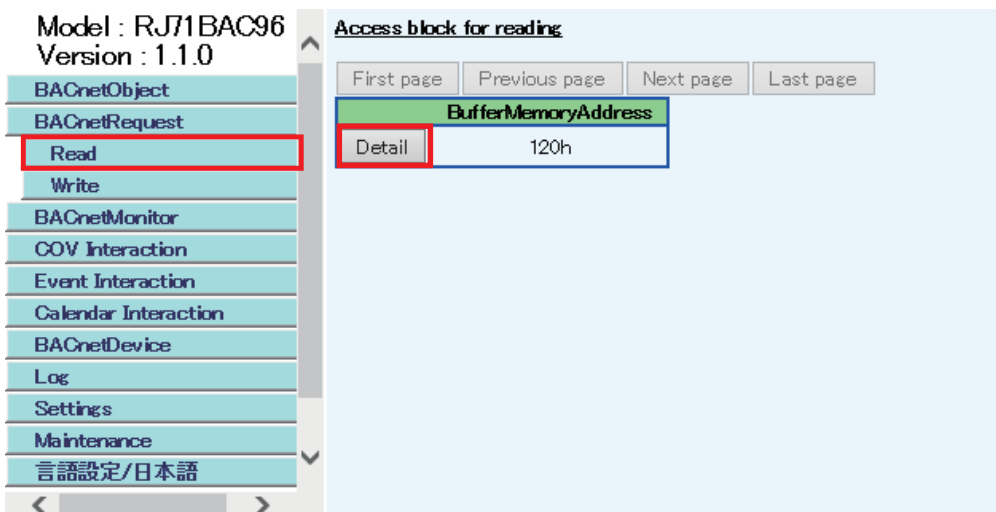 Model : RJ71BAC96
Version : 1.1.0
BACnetObject
BACnetRequest
Read
Write
BACnetMonitor
COV Interaction
Event Interaction
Calendar Interaction
BACnetDevice
Log
Settings
Maintenance
言語設定/日本語
Access block for reading
First page Previous page Next page Last page
BufferMemoryAddress
Detail 120h